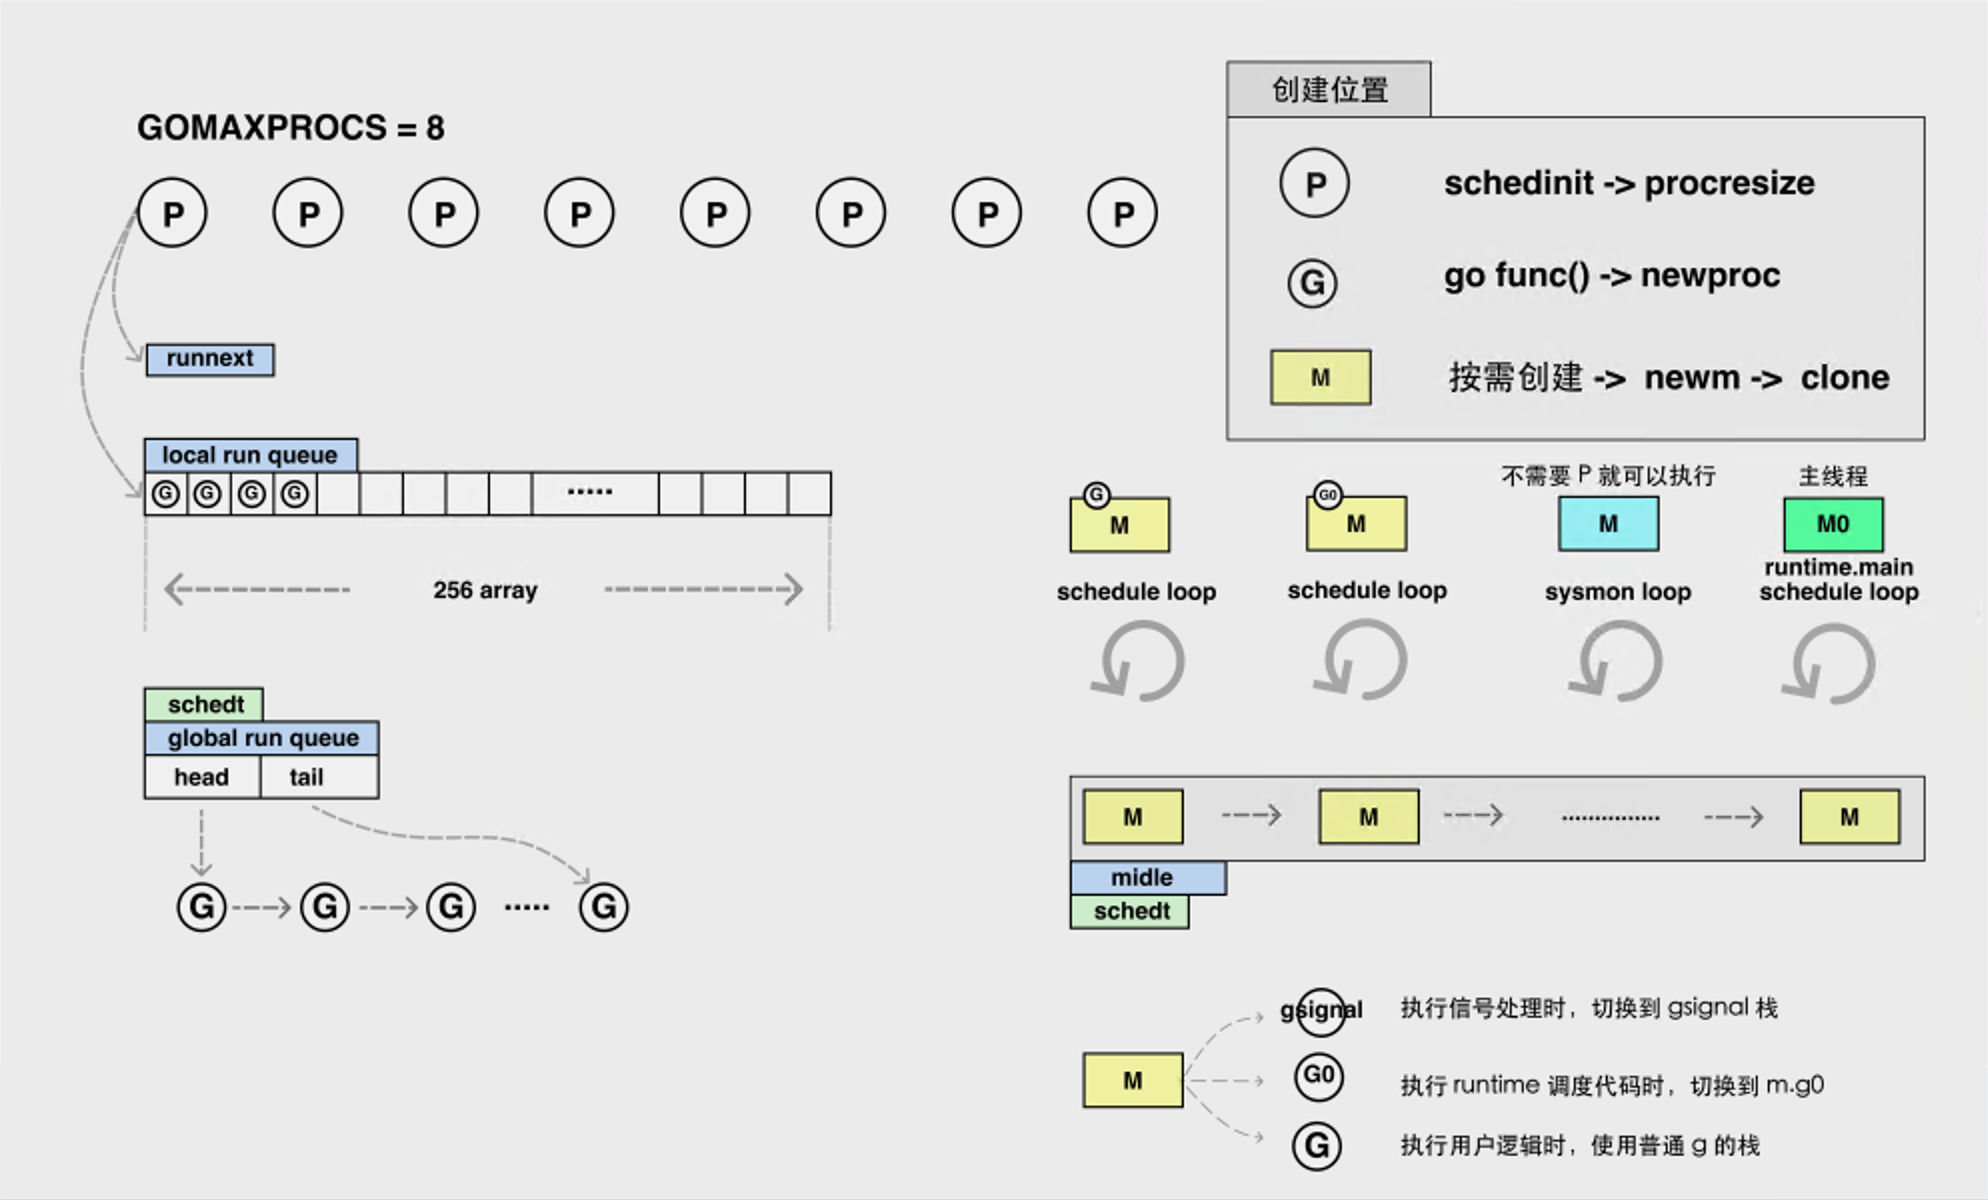 GOMAXPROCS = 8
P P P P P P P P
runnext
local run queue
G G G G .....
256 array
schedt
global run queue
head tail
G G G ..... G
创建位置
P schedinit -> procresize
G go func() -> newproc
M 按需创建 -> newm -> clone
不需要 P 就可以执行 主线程
G G0
M M M M0
runtime.main
schedule loop schedule loop sysmon loop schedule loop
M M ............... M
midle
schedt
gsignal 执行信号处理时，切换到 gsignal 栈
M G0 执行 runtime 调度代码时，切换到 m.g0
G 执行用户逻辑时，使用普通 g 的栈